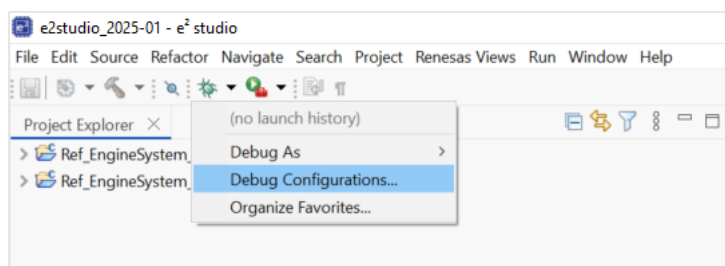 e2studio_2025-01 - e² studio
File Edit Source Refactor Navigate Search Project Renesas Views Run Window Help
Project Explorer
(no launch history)
Ref_EngineSystem_
Debug As
Ref_EngineSystem_
Debug Configurations...
Organize Favorites...